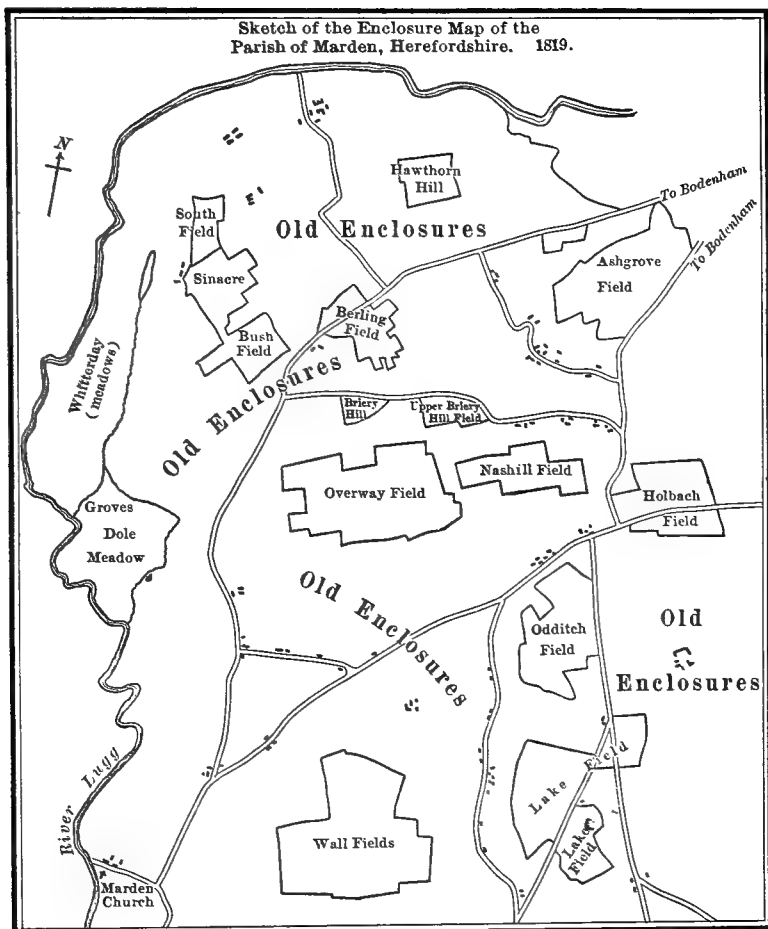 Sketch of the Enclosure Map of the
Parish of Marden, Herefordshire. 1819.
N
Hawthorn
Hill
To Bodenham
To Bodenham
South
Field
Old Enclosures
Sinacre
Ashgrove
Field
Berling
Field
Bush
Field
Whitterday
(meadows)
Old Enclosures
Briery
Hill
Upper Briery
Hill Field
Overway Field
Nashill Field
Holbach
Field
Groves
Dole
Meadow
Old Enclosures
Odditch
Field
Old
Enclosures
Lake Field
River Lugg
Wall Fields
Lake
Field
Marden
Church